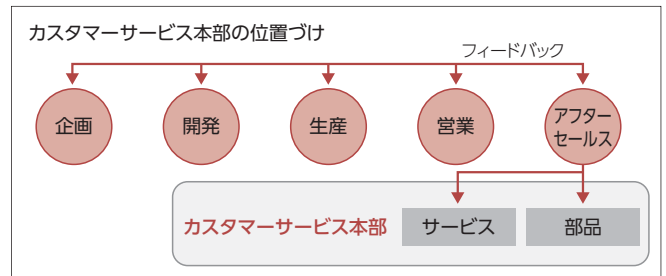 カスタマーサービス本部の位置づけ
フィードバック
企画
開発
生産
営業
アフター
セールス
カスタマーサービス本部
サービス
部品